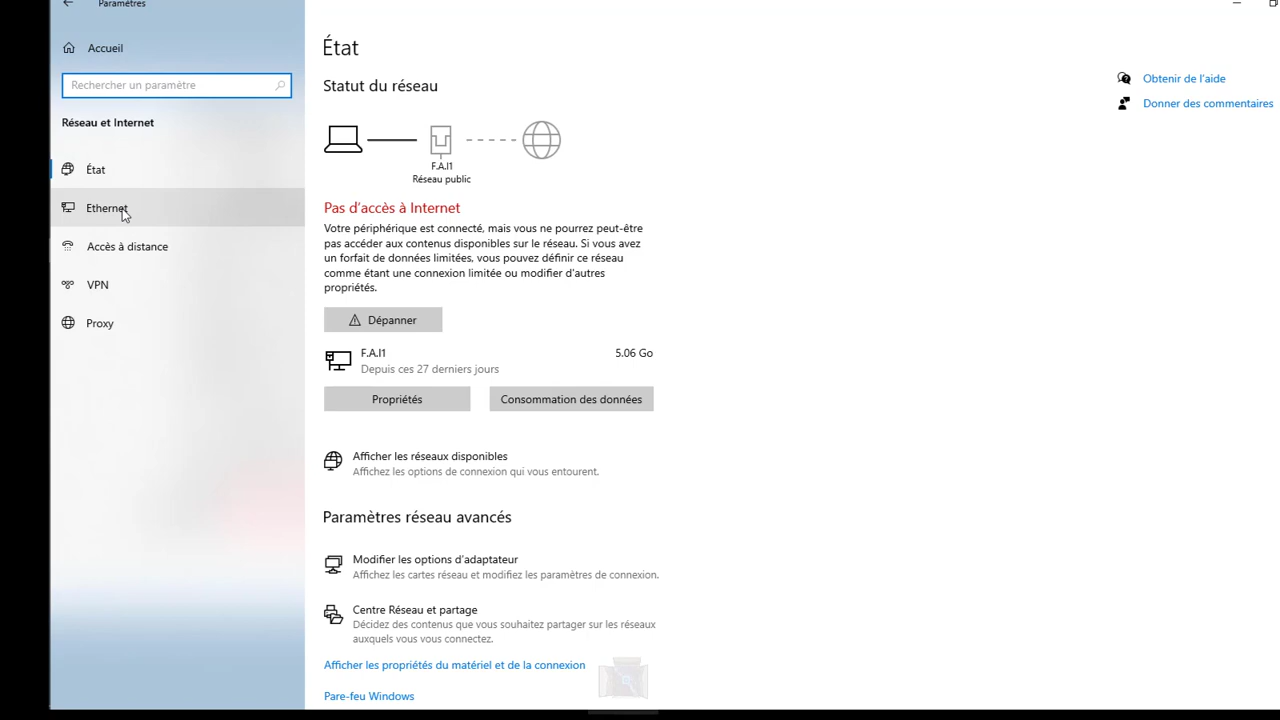 Paramètres
Accueil
Rechercher un paramètre
Réseau et Internet
État
Ethernet
Accès à distance
VPN
Proxy
État
Statut du réseau
F.A.I1
Réseau public
Pas d'accès à Internet
Votre périphérique est connecté, mais vous ne pourrez peut-être
pas accéder aux contenus disponibles sur le réseau. Si vous avez
un forfait de données limitées, vous pouvez définir ce réseau
comme étant une connexion limitée ou modifier d'autres
propriétés.
Dépanner
F.A.I1 5.06 Go
Depuis ces 27 derniers jours
Propriétés Consommation des données
Afficher les réseaux disponibles
Affichez les options de connexion qui vous entourent.
Paramètres réseau avancés
Modifier les options d'adaptateur
Affichez les cartes réseau et modifiez les paramètres de connexion.
Centre Réseau et partage
Décidez des contenus que vous souhaitez partager sur les réseaux
auxquels vous vous connectez.
Afficher les propriétés du matériel et de la connexion
Pare-feu Windows
Obtenir de l'aide
Donner des commentaires